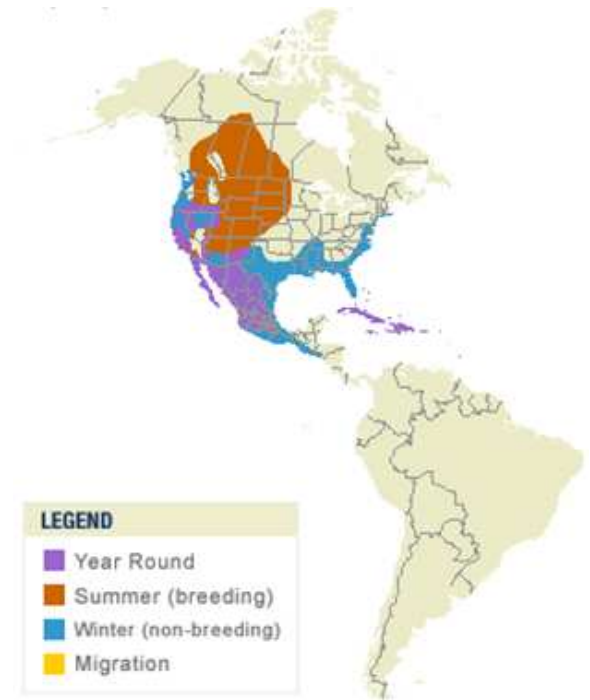 LEGEND
Year Round
Summer (breeding)
Winter (non-breeding)
Migration